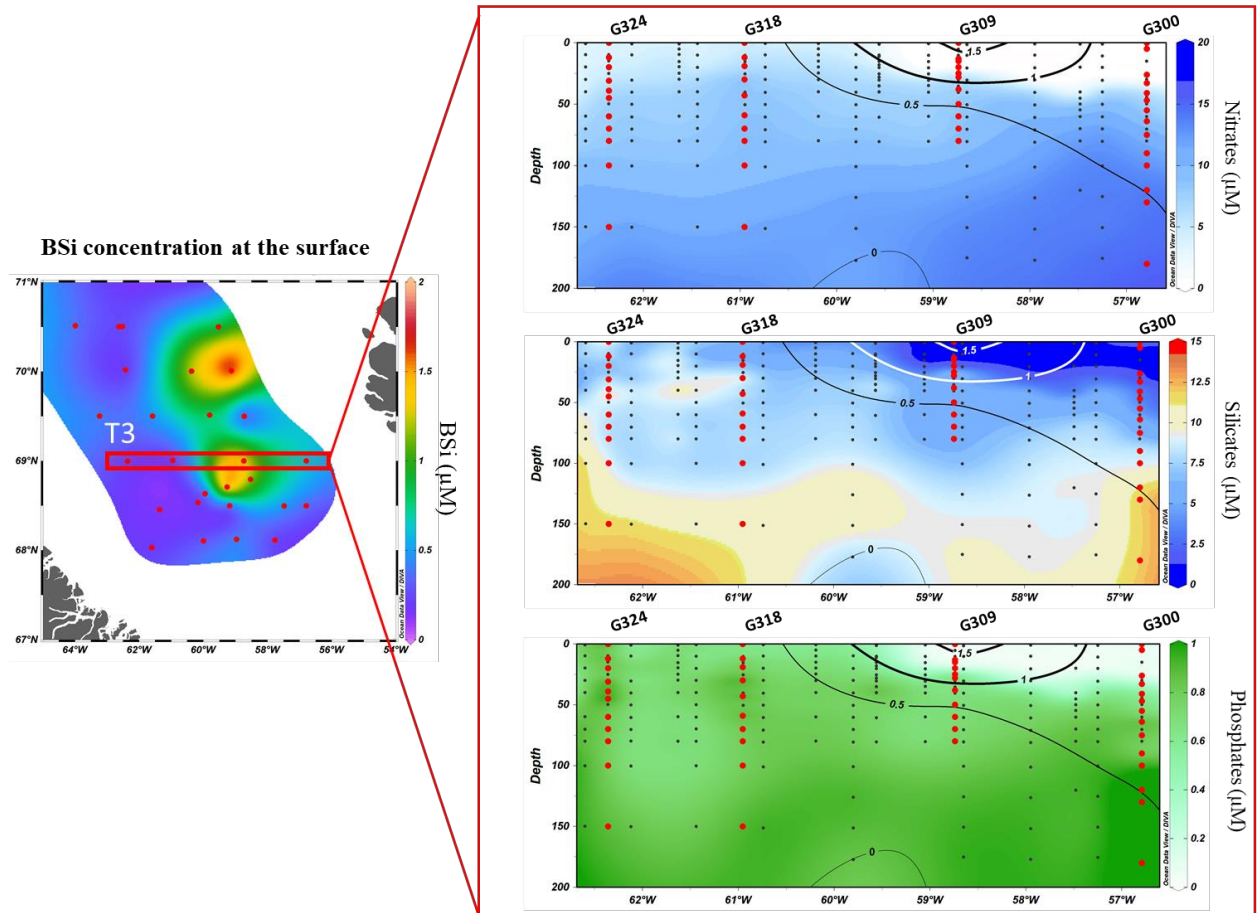 BSi concentration at the surface
71°N
70°N
69°N
68°N
67°N
T3
64°W 62°W 60°W 58°W 56°W 54°W
2
1.5
1
0.5
0
BSi (µM)
Ocean Data View / DIVA
G324 G318 G309 G300
0
50
100
150
200
Depth
1.5
1
0.5
0
62°W 61°W 60°W 59°W 58°W 57°W
Ocean Data View / DIVA
20
15
10
5
0
Nitrates (µM)
G324 G318 G309 G300
0
50
100
150
200
Depth
1.5
1
0.5
0
62°W 61°W 60°W 59°W 58°W 57°W
Ocean Data View / DIVA
15
12.5
10
7.5
5
2.5
0
Silicates (µM)
G324 G318 G309 G300
0
50
100
150
200
Depth
1.5
1
0.5
0
62°W 61°W 60°W 59°W 58°W 57°W
Ocean Data View / DIVA
1
0.8
0.6
0.4
0.2
0
Phosphates (µM)